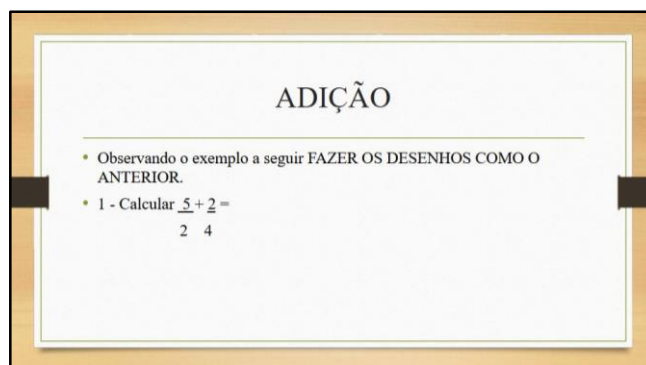 ADIÇÃO
• Observando o exemplo a seguir FAZER OS DESENHOS COMO O
ANTERIOR.
• 1 - Calcular 5 + 2 =
2 4